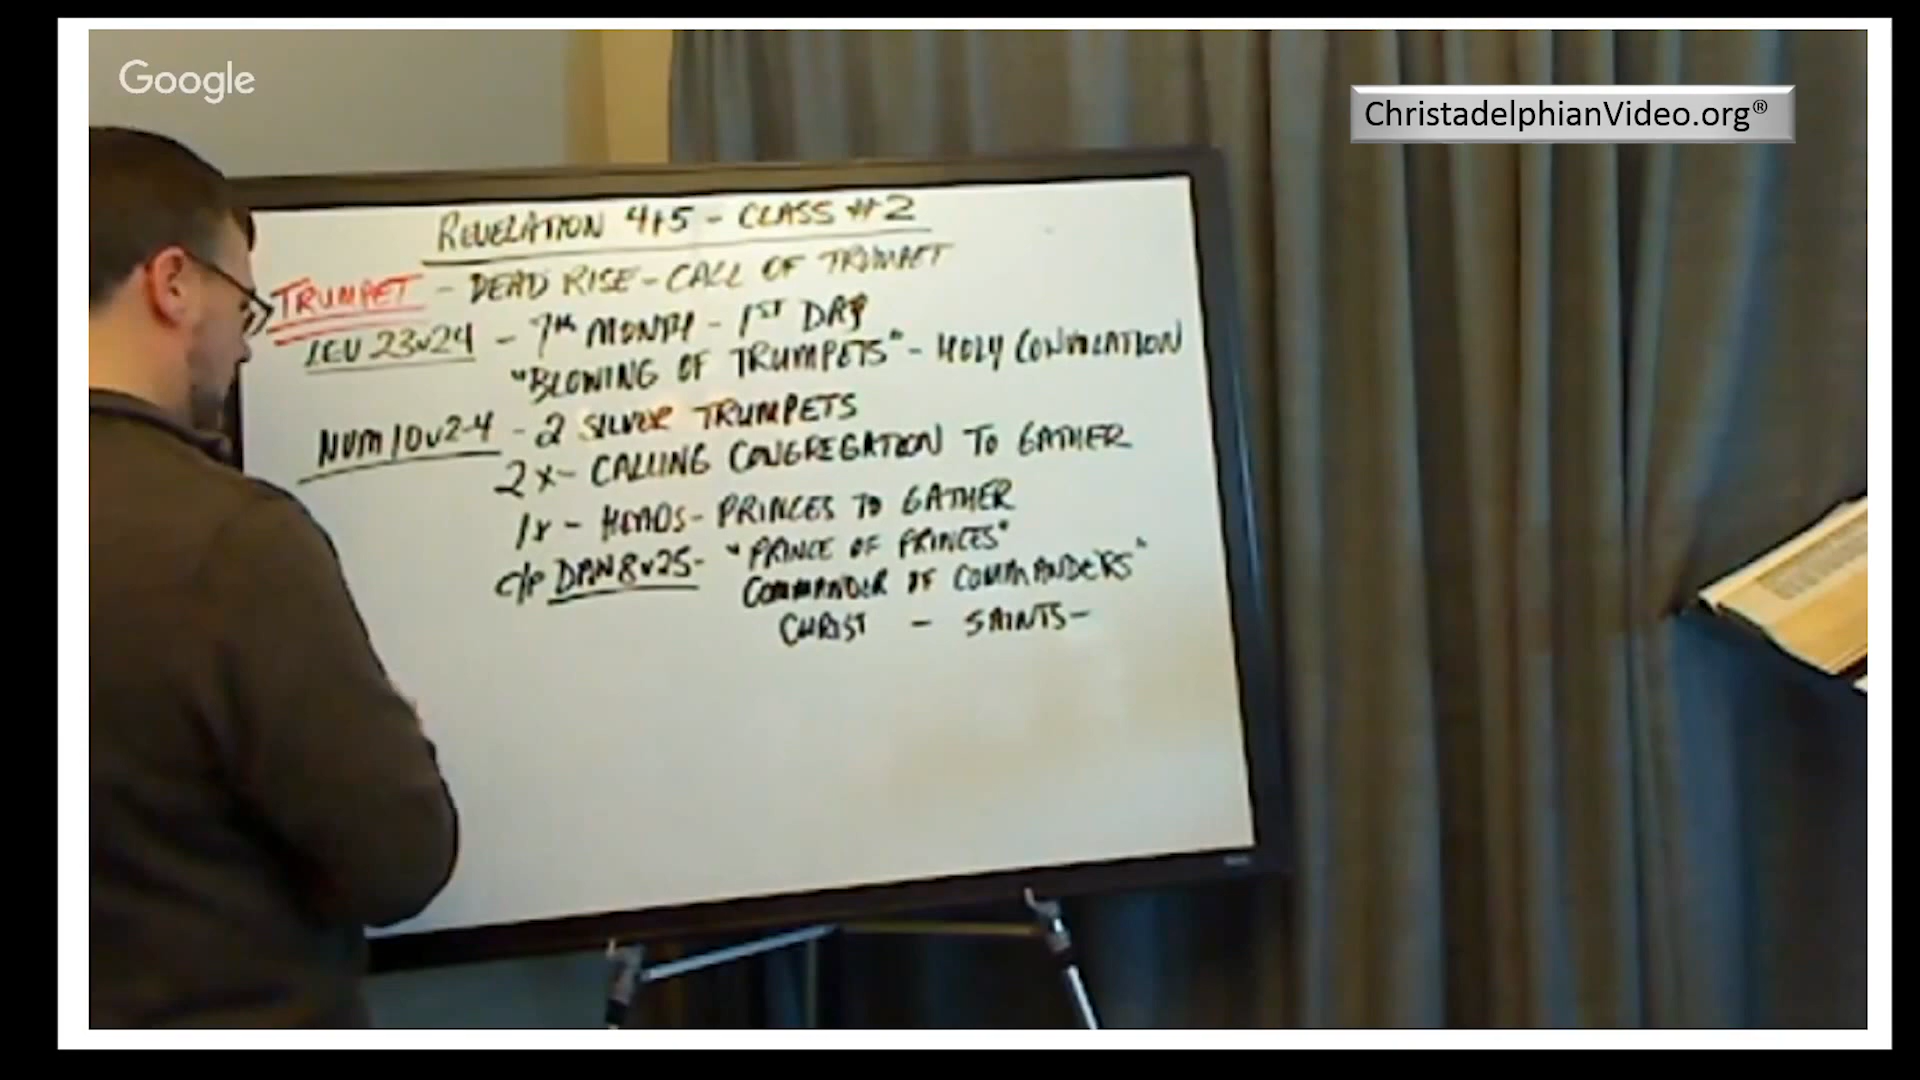 Google
ChristadelphianVideo.org®
REVELATION 4+5 - CLASS #2
TRUMPET - DEAD RISE - CALL OF TRUMPET
LEV 23v24 - 7th MONTH - 1ST DAY
"BLOWING OF TRUMPETS" - HOLY CONVOCATION
NUM 10v2-4 - 2 SILVER TRUMPETS
2x - CALLING CONGREGATION TO GATHER
1x - HEADS - PRINCES TO GATHER
c/p DAN 8v25 - "PRINCE OF PRINCES"
COMMANDER OF COMMANDERS"
CHRIST - SAINTS -